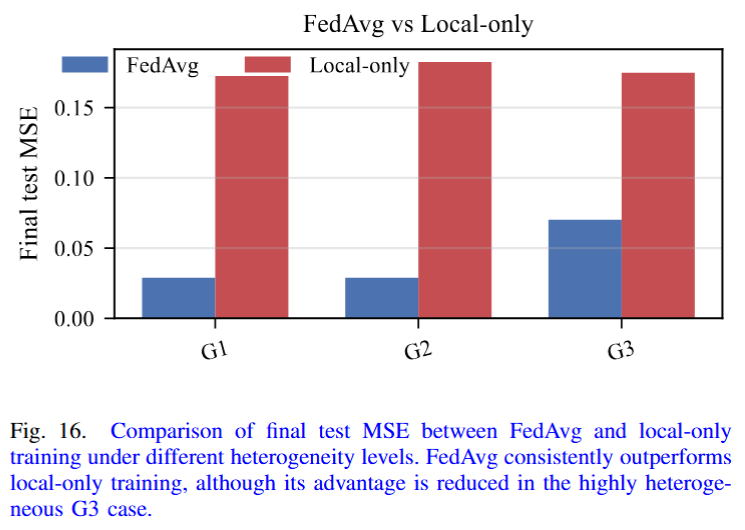 FedAvg vs Local-only
FedAvg
Local-only
Final test MSE
0.15
0.10
0.05
0.00
G1
G2
G3
Fig. 16. Comparison of final test MSE between FedAvg and local-only
training under different heterogeneity levels. FedAvg consistently outperforms
local-only training, although its advantage is reduced in the highly heteroge-
neous G3 case.